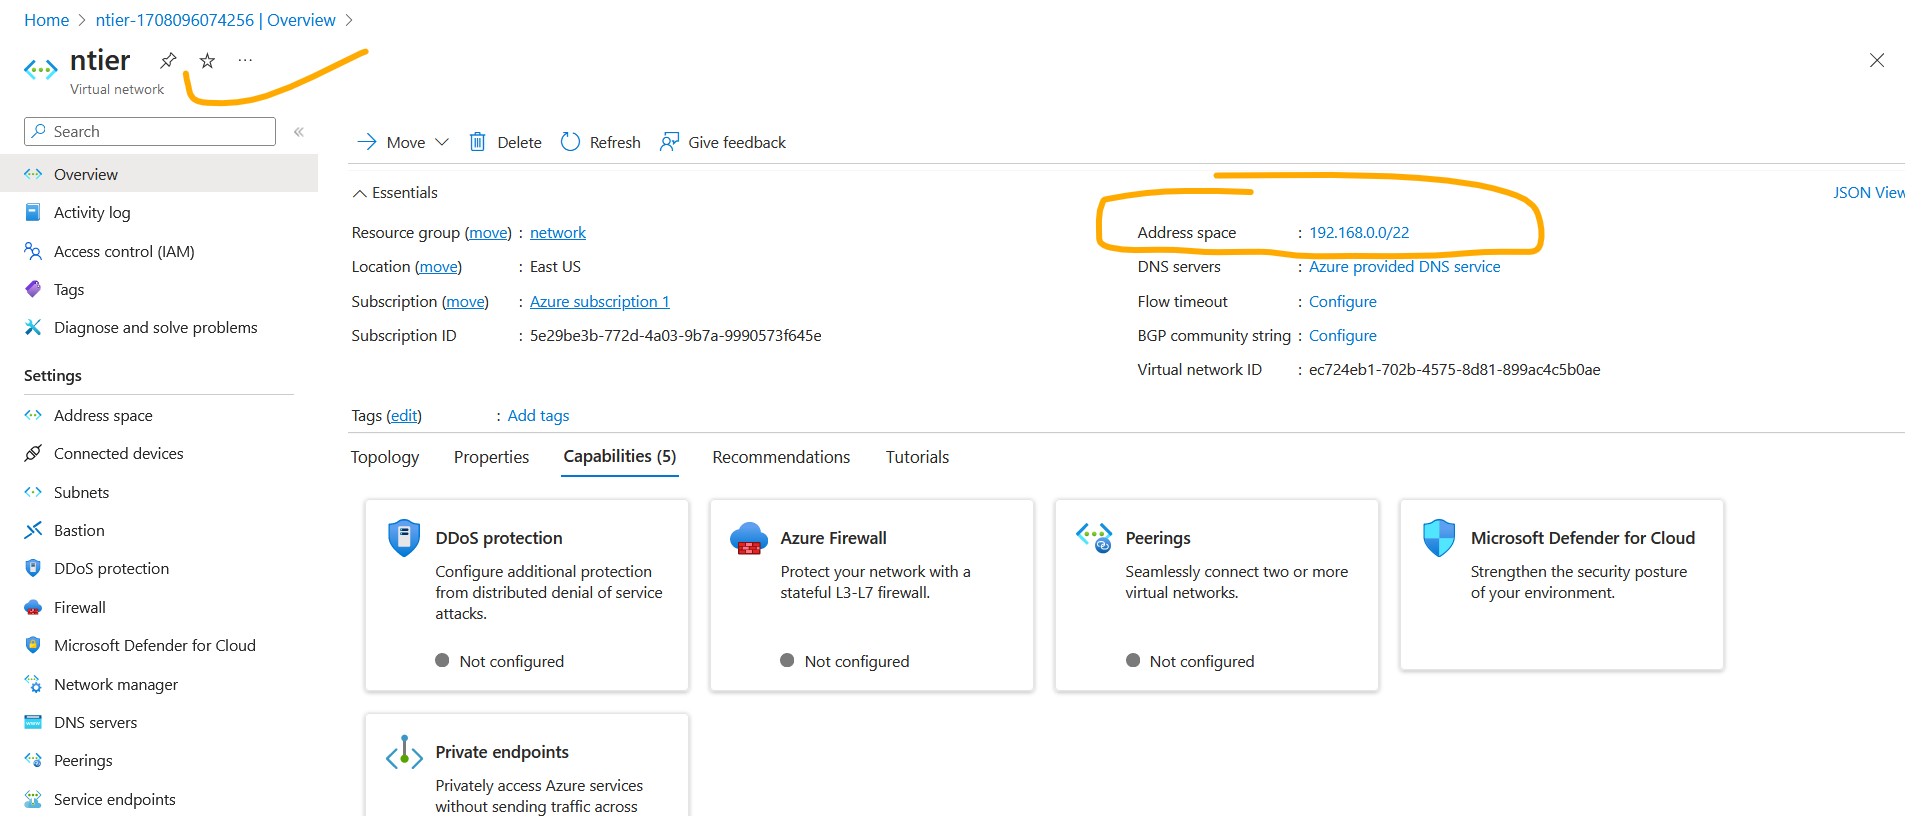 Home > ntier-1708096074256 | Overview >
ntier
Virtual network
Search
Overview
Activity log
Access control (IAM)
Tags
Diagnose and solve problems
Settings
Address space
Connected devices
Subnets
Bastion
DDoS protection
Firewall
Microsoft Defender for Cloud
Network manager
DNS servers
Peerings
Service endpoints
Move
Delete
Refresh
Give feedback
Essentials
JSON View
Resource group (move) : network
Location (move) : East US
Subscription (move) : Azure subscription 1
Subscription ID : 5e29be3b-772d-4a03-9b7a-9990573f645e
Address space : 192.168.0.0/22
DNS servers : Azure provided DNS service
Flow timeout : Configure
BGP community string : Configure
Virtual network ID : ec724eb1-702b-4575-8d81-899ac4c5b0ae
Tags (edit) : Add tags
Topology
Properties
Capabilities (5)
Recommendations
Tutorials
DDoS protection
Configure additional protection
from distributed denial of service
attacks.
Not configured
Azure Firewall
Protect your network with a
stateful L3-L7 firewall.
Not configured
Peerings
Seamlessly connect two or more
virtual networks.
Not configured
Microsoft Defender for Cloud
Strengthen the security posture
of your environment.
Private endpoints
Privately access Azure services
without sending traffic across